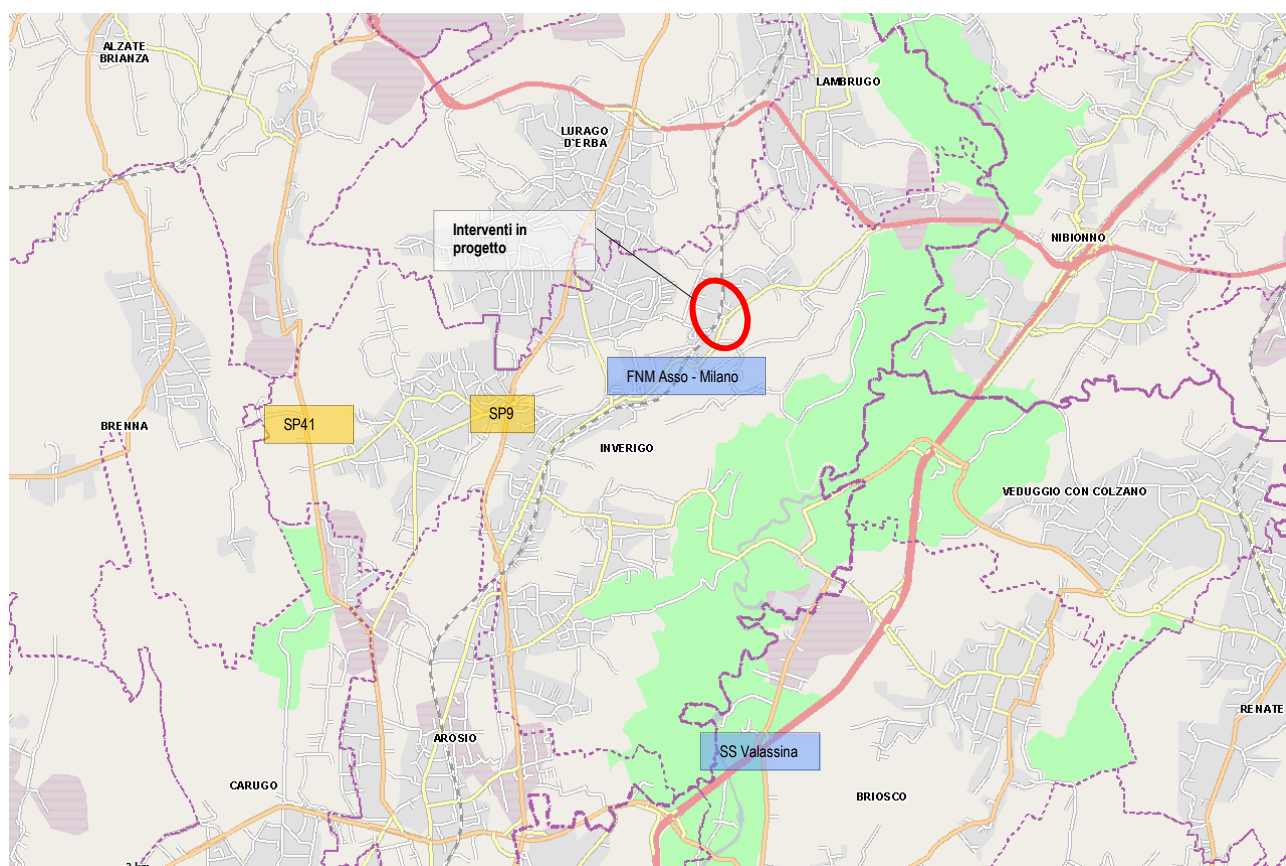 ALZATE
BRIANZA
LAMBRUGO
LURAGO
D'ERBA
Interventi in
progetto
NIBIONNO
FNM Asso - Milano
SP41
SP9
BRENNA
INVERIGO
VEDUGGIO CON COLZANO
RENATE
AROSIO
SS Valassina
CARUGO
BRIOSCO